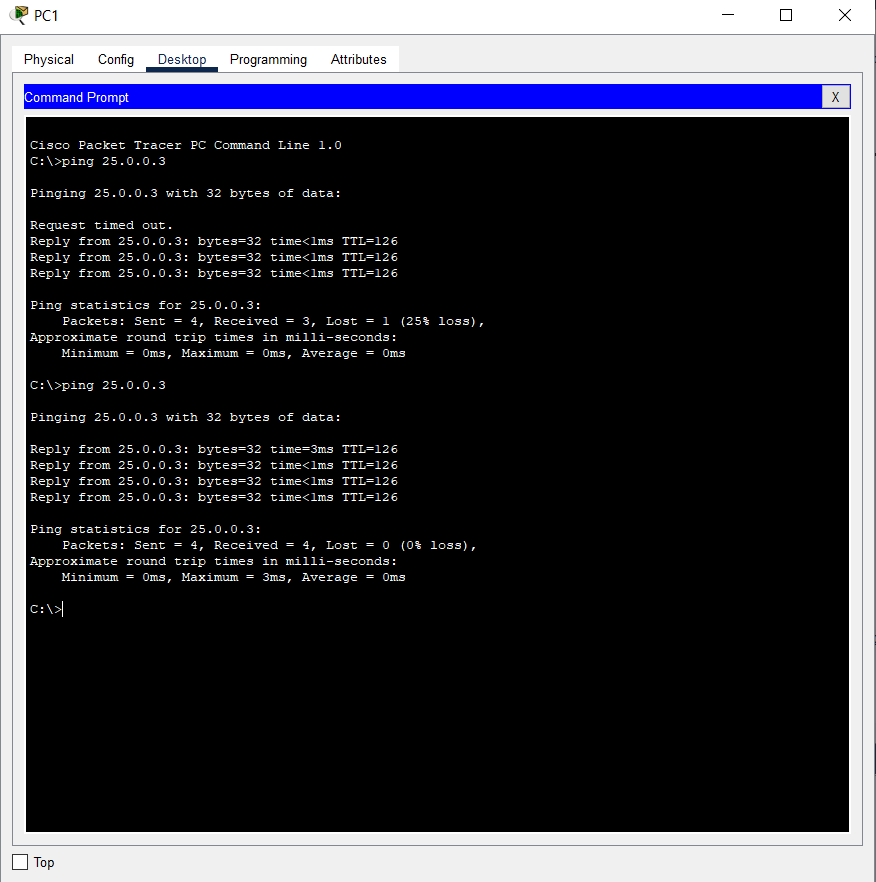 PC1
Physical Config Desktop Programming Attributes
Command Prompt X
Cisco Packet Tracer PC Command Line 1.0
C:\>ping 25.0.0.3
Pinging 25.0.0.3 with 32 bytes of data:
Request timed out.
Reply from 25.0.0.3: bytes=32 time<1ms TTL=126
Reply from 25.0.0.3: bytes=32 time<1ms TTL=126
Reply from 25.0.0.3: bytes=32 time<1ms TTL=126
Ping statistics for 25.0.0.3:
Packets: Sent = 4, Received = 3, Lost = 1 (25% loss),
Approximate round trip times in milli-seconds:
Minimum = 0ms, Maximum = 0ms, Average = 0ms
C:\>ping 25.0.0.3
Pinging 25.0.0.3 with 32 bytes of data:
Reply from 25.0.0.3: bytes=32 time=3ms TTL=126
Reply from 25.0.0.3: bytes=32 time<1ms TTL=126
Reply from 25.0.0.3: bytes=32 time<1ms TTL=126
Reply from 25.0.0.3: bytes=32 time<1ms TTL=126
Ping statistics for 25.0.0.3:
Packets: Sent = 4, Received = 4, Lost = 0 (0% loss),
Approximate round trip times in milli-seconds:
Minimum = 0ms, Maximum = 3ms, Average = 0ms
C:\>
Top